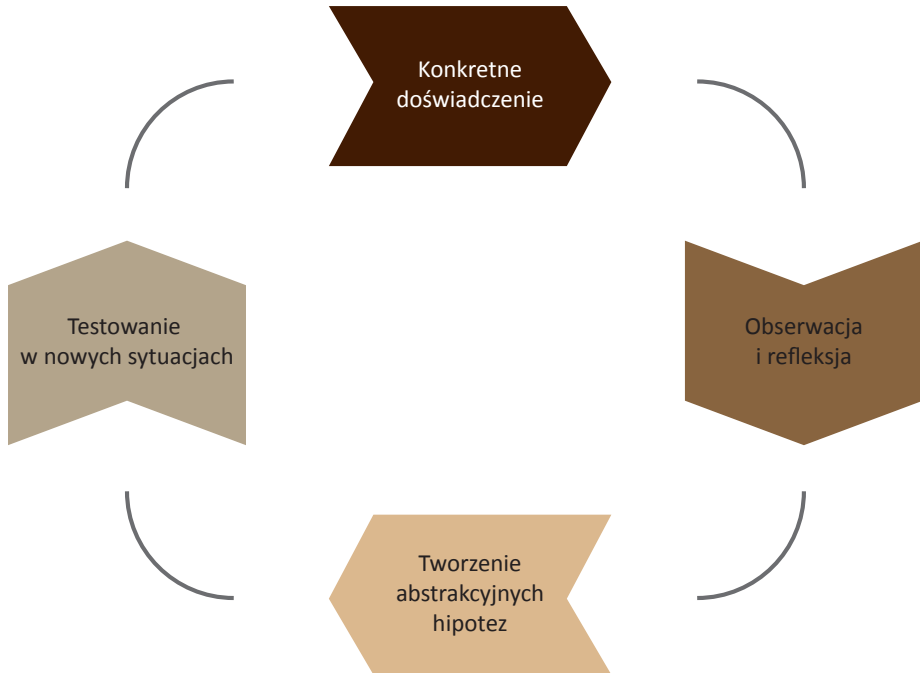 Konkretne
doświadczenie
Testowanie
w nowych sytuacjach
Obserwacja
i refleksja
Tworzenie
abstrakcyjnych
hipotez